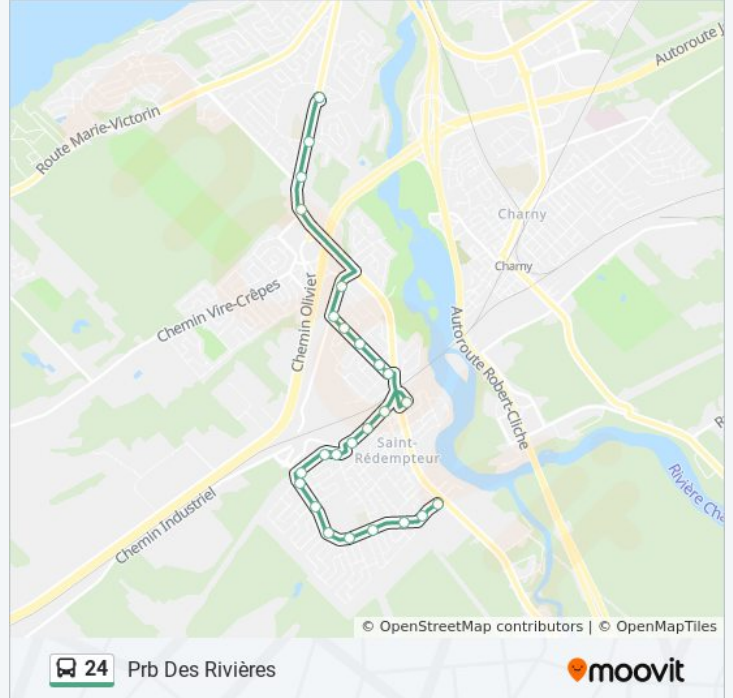 Autoroute J
Route Marie-Victorin
Charny
Charny
Chemin Vire-Crêpes
Chemin Olivier
Autoroute Robert-Cliche
Saint-
Rédempteur
Rivière Cha
Chemin Industriel
© OpenStreetMap contributors | © OpenMapTiles
24 Prb Des Rivières
moovit